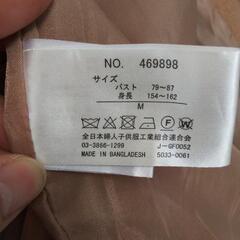 NO. 469898
サイズ
バスト 79~87
身長 154~162
M
全日本婦人子供服工業組合連合会
03-3866-1299 J-GF0052
MADE IN BANGLADESH 5033-0061